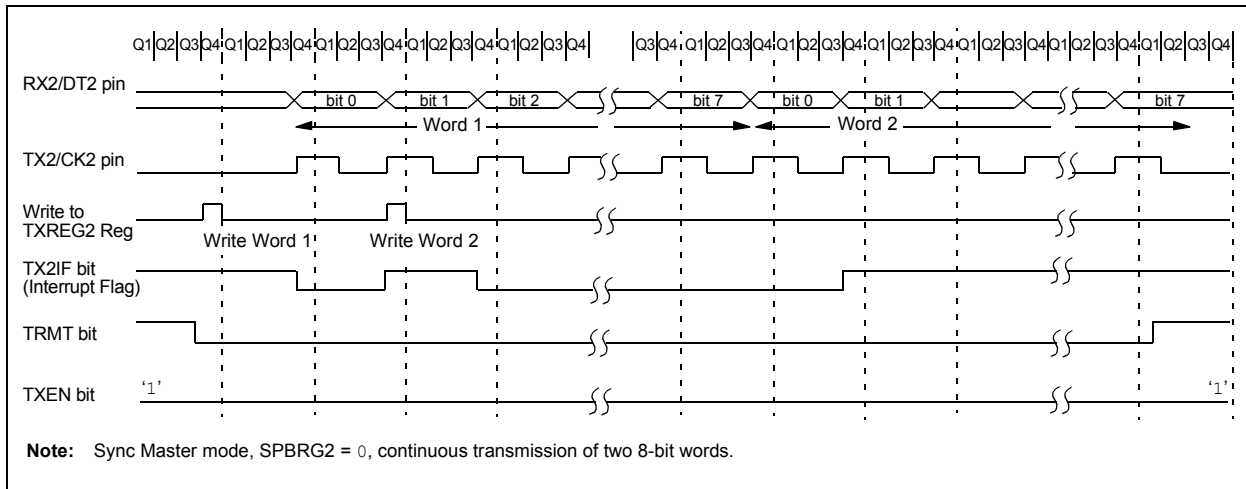 Q1 Q2 Q3 Q4 Q1 Q2 Q3 Q4 Q1 Q2 Q3 Q4 Q1 Q2 Q3 Q4 Q1 Q2 Q3 Q4 Q3 Q4 Q1 Q2 Q3 Q4 Q1 Q2 Q3 Q4 Q1 Q2 Q3 Q4 Q1 Q2 Q3 Q4 Q1 Q2 Q3 Q4 Q1 Q2 Q3 Q4
RX2/DT2 pin
bit 0 bit 1 bit 2 bit 7 bit 0 bit 1 bit 7
Word 1 Word 2
TX2/CK2 pin
Write to
TXREG2 Reg
Write Word 1 Write Word 2
TX2IF bit
(Interrupt Flag)
TRMT bit
TXEN bit
‘1’ ‘1’
Note: Sync Master mode, SPBRG2 = 0, continuous transmission of two 8-bit words.